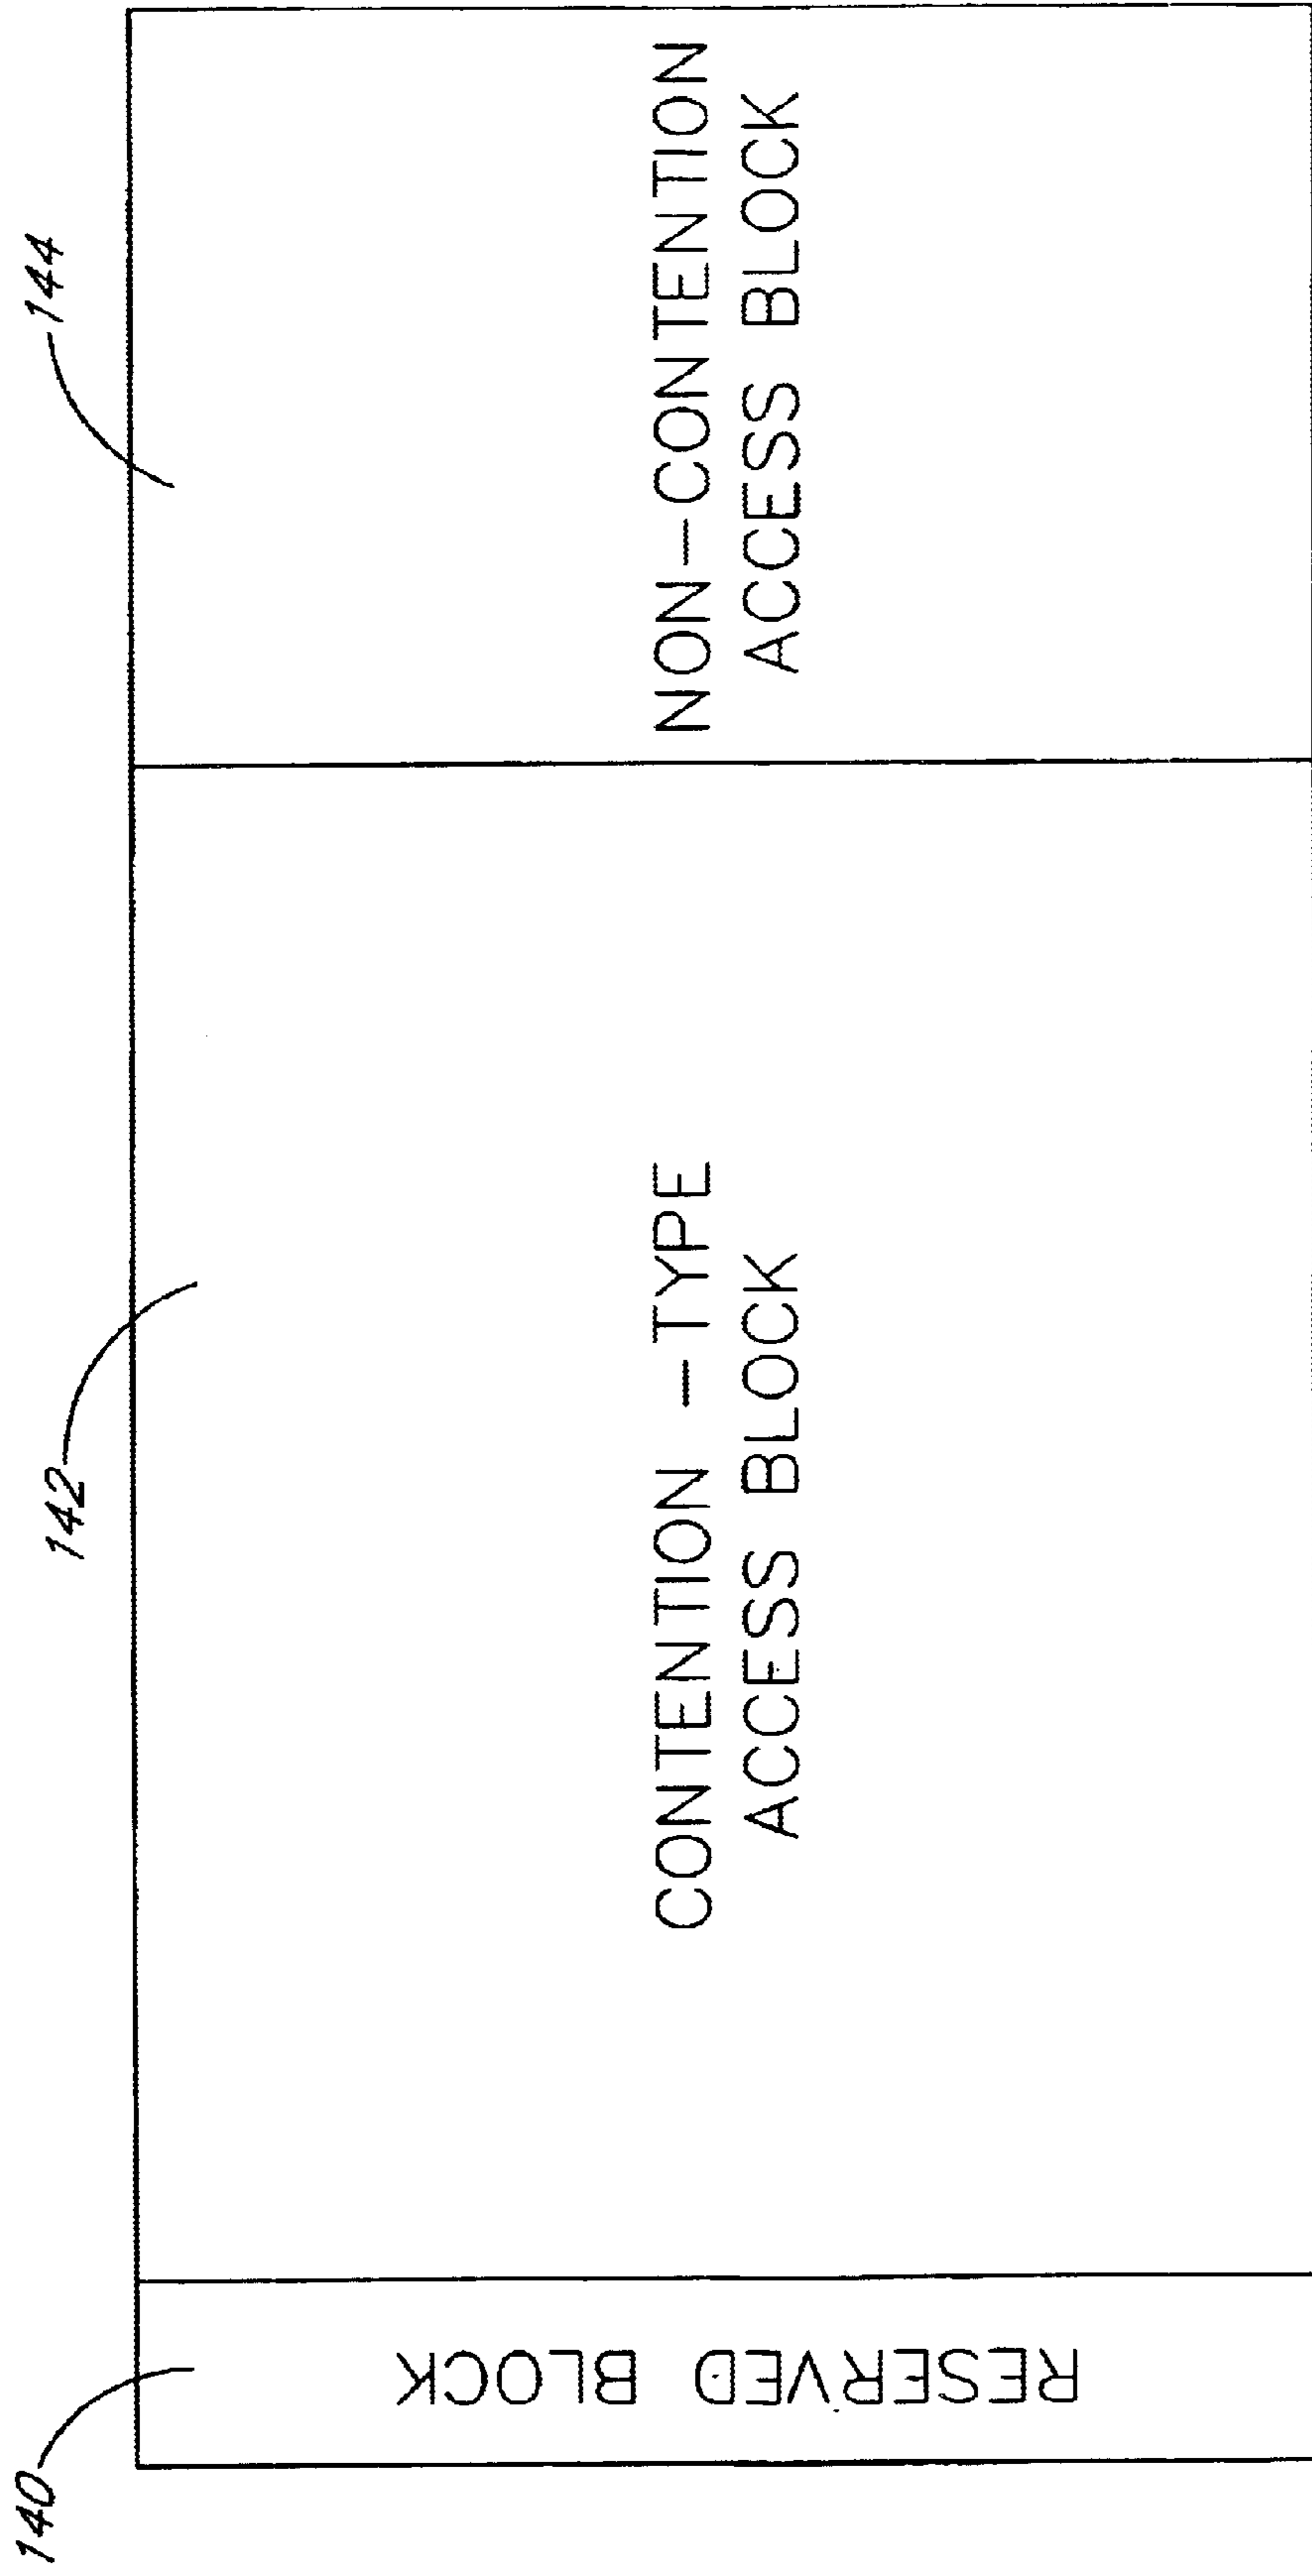 140
142
144
RESERVED BLOCK
CONTENTION -TYPE
ACCESS BLOCK
NON-CONTENTION
ACCESS BLOCK